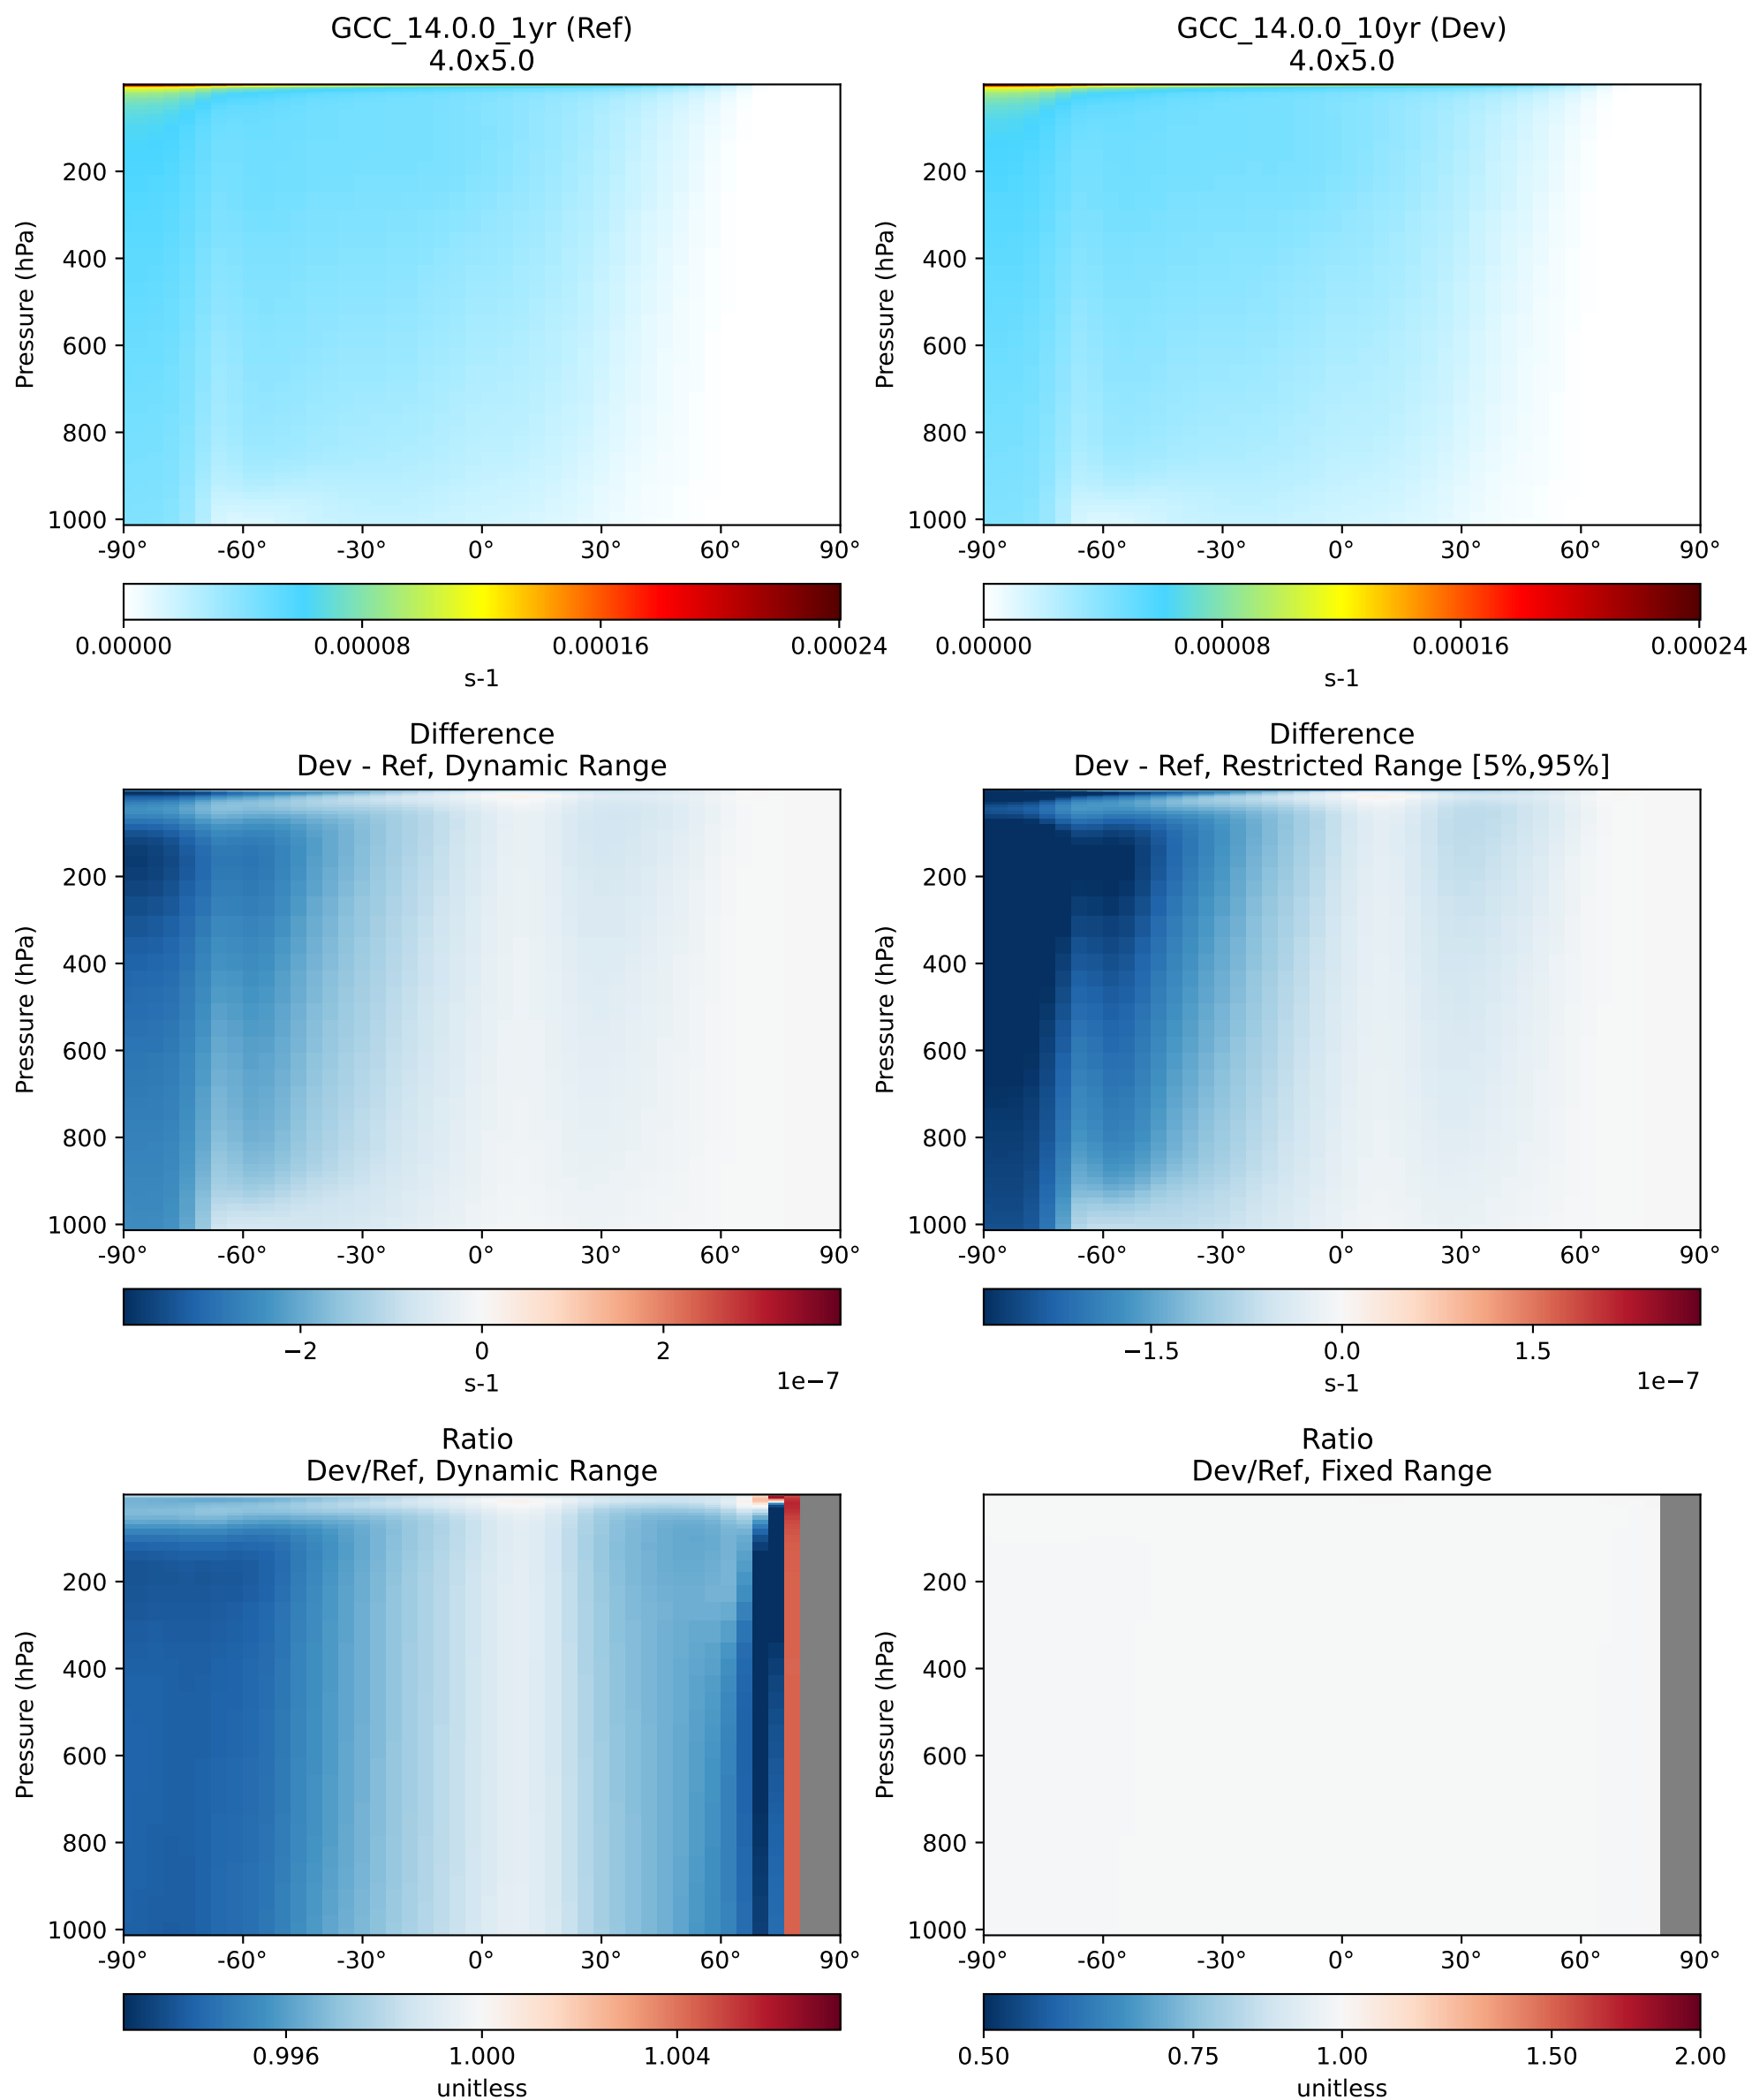 GCC_14.0.0_1yr (Ref)
4.0x5.0
Pressure (hPa)
200
400
600
800
1000
-90° -60° -30° 0° 30° 60° 90°
0.00000 0.00008 0.00016 0.00024
s-1
GCC_14.0.0_10yr (Dev)
4.0x5.0
Pressure (hPa)
200
400
600
800
1000
-90° -60° -30° 0° 30° 60° 90°
0.00000 0.00008 0.00016 0.00024
s-1
Difference
Dev - Ref, Dynamic Range
Pressure (hPa)
200
400
600
800
1000
-90° -60° -30° 0° 30° 60° 90°
−2 0 2
s-1 1e−7
Difference
Dev - Ref, Restricted Range [5%,95%]
Pressure (hPa)
200
400
600
800
1000
-90° -60° -30° 0° 30° 60° 90°
−1.5 0.0 1.5
s-1 1e−7
Ratio
Dev/Ref, Dynamic Range
Pressure (hPa)
200
400
600
800
1000
-90° -60° -30° 0° 30° 60° 90°
0.996 1.000 1.004
unitless
Ratio
Dev/Ref, Fixed Range
Pressure (hPa)
200
400
600
800
1000
-90° -60° -30° 0° 30° 60° 90°
0.50 0.75 1.00 1.50 2.00
unitless